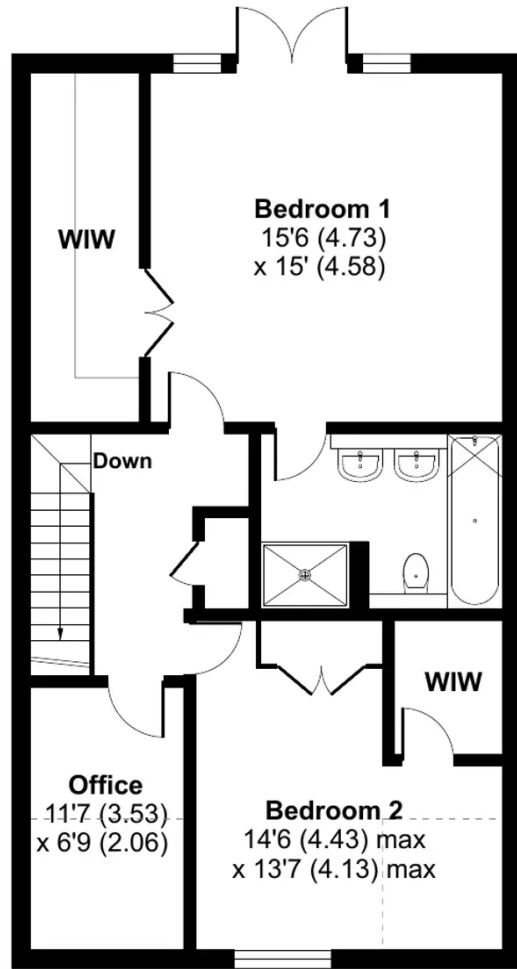 WIW
Bedroom 1
15'6 (4.73)
x 15' (4.58)
Down
WIW
Office
11'7 (3.53)
x 6'9 (2.06)
Bedroom 2
14'6 (4.43) max
x 13'7 (4.13) max